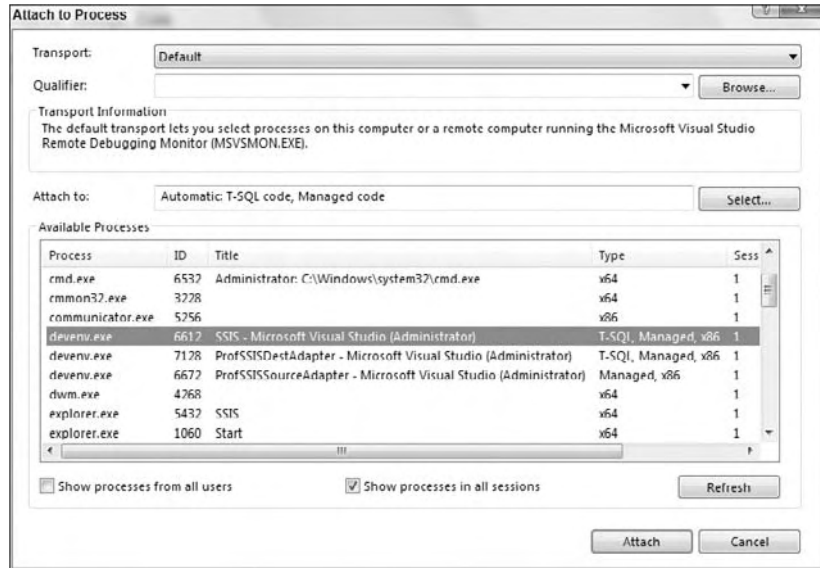 Attach to Process
Transport: Default
Qualifier: Browse...
Transport Information
The default transport lets you select processes on this computer or a remote computer running the Microsoft Visual Studio
Remote Debugging Monitor (MSVSMON.EXE).
Attach to: Automatic: T-SQL code, Managed code Select...
Available Processes
Process ID Title Type Sess
cmd.exe 6532 Administrator: C:\Windows\system32\cmd.exe x64 1
cmmon32.exe 3228 x64 1
communicator.exe 5256 x86 1
devenv.exe 6612 SSIS - Microsoft Visual Studio (Administrator) T-SQL, Managed, x86 1
devenv.exe 7128 ProfSSISDestAdapter - Microsoft Visual Studio (Administrator) T-SQL, Managed, x86 1
devenv.exe 6672 ProfSSISSourceAdapter - Microsoft Visual Studio (Administrator) Managed, x86 1
dwm.exe 4268 x64 1
explorer.exe 5432 SSIS x64 1
explorer.exe 1060 Start x64 1
Show processes from all users Show processes in all sessions Refresh
Attach Cancel